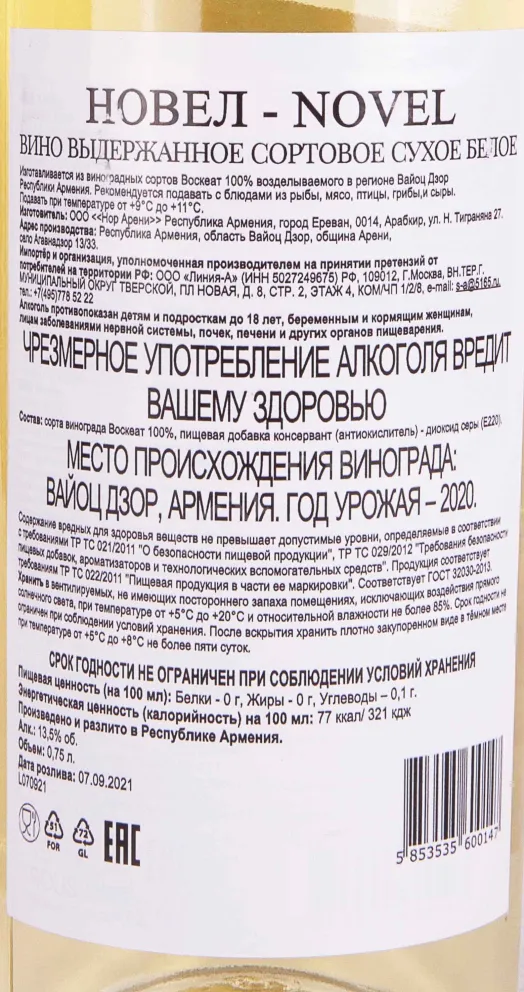 НОВЕЛ - NOVEL
ВИНО ВЫДЕРЖАННОЕ СОРТОВОЕ СУХОЕ БЕЛОЕ
Изготавливается из виноградных сортов Воскеат 100% возделываемого в регионе Вайоц Дзор
Республики Армения. Рекомендуется подавать с блюдами из рыбы, мясо, птицы, грибы,и сыры.
Подавать при температуре от +9°C до +11°C.
Изготовитель: ООО <<Нор Арени>> Республика Армения, город Ереван, 0014, Арабкир, ул. Н. Тиграняна 27.
Адрес производства: Республика Армения, область Вайоц Дзор, община Арени,
село Агавнадзор 13/33.
Импортёр и организация, уполномоченная производителем на принятии претензий от
потребителей на территории РФ: ООО «Линия-А» (ИНН 5027249675) РФ, 109012, Г.Москва, ВН.ТЕР.Г.
МУНИЦИПАЛЬНЫЙ ОКРУГ ТВЕРСКОЙ, ПЛ НОВАЯ, Д. 8, СТР. 2, ЭТАЖ 4, КОМ/ЧП 1/2/8, e-mail: s-a@5165.ru,
тел.: +7(495)778 52 22
Алкоголь противопоказан детям и подросткам до 18 лет, беременным и кормящим женщинам,
лицам заболеваниями нервной системы, почек, печени и других органов пищеварения.
ЧРЕЗМЕРНОЕ УПОТРЕБЛЕНИЕ АЛКОГОЛЯ ВРЕДИТ
ВАШЕМУ ЗДОРОВЬЮ
Состав: сорта винограда Воскеат 100%, пищевая добавка консервант (антиокислитель) - диоксид серы (Е220).
МЕСТО ПРОИСХОЖДЕНИЯ ВИНОГРАДА:
ВАЙОЦ ДЗОР, АРМЕНИЯ. ГОД УРОЖАЯ – 2020.
Содержание вредных для здоровья веществ не превышает допустимые уровни, определяемые в соответствии
с требованиями ТР ТС 021/2011 "О безопасности пищевой продукции", ТР ТС 029/2012 "Требования безопасности
пищевых добавок, ароматизаторов и технологических вспомогательных средств". Продукция соответствует
требованиям ТР ТС 022/2011 "Пищевая продукция в части ее маркировки". Соответствует ГОСТ 32030-2013.
Хранить в вентилируемых, не имеющих постороннего запаха помещениях, исключающих воздействия прямого
солнечного света, при температуре от +5°C до +20°C и относительной влажности не более 85%. Срок годности не
ограничен при соблюдении условий хранения. После вскрытия хранить плотно закупоренном виде в тёмном месте
при температуре от +5°C до +8°C не более пяти суток.
СРОК ГОДНОСТИ НЕ ОГРАНИЧЕН ПРИ СОБЛЮДЕНИИ УСЛОВИЙ ХРАНЕНИЯ
Пищевая ценность (на 100 мл): Белки - 0 г, Жиры - 0 г, Углеводы – 0,1 г.
Энергетическая ценность (калорийность) на 100 мл: 77 ккал/ 321 кдж
Произведено и разлито в Республике Армения.
Алк.: 13,5% об.
Объем: 0,75 л.
Дата розлива: 07.09.2021
L070921
51 FOR
72 GL
EAC
5 853535 600147